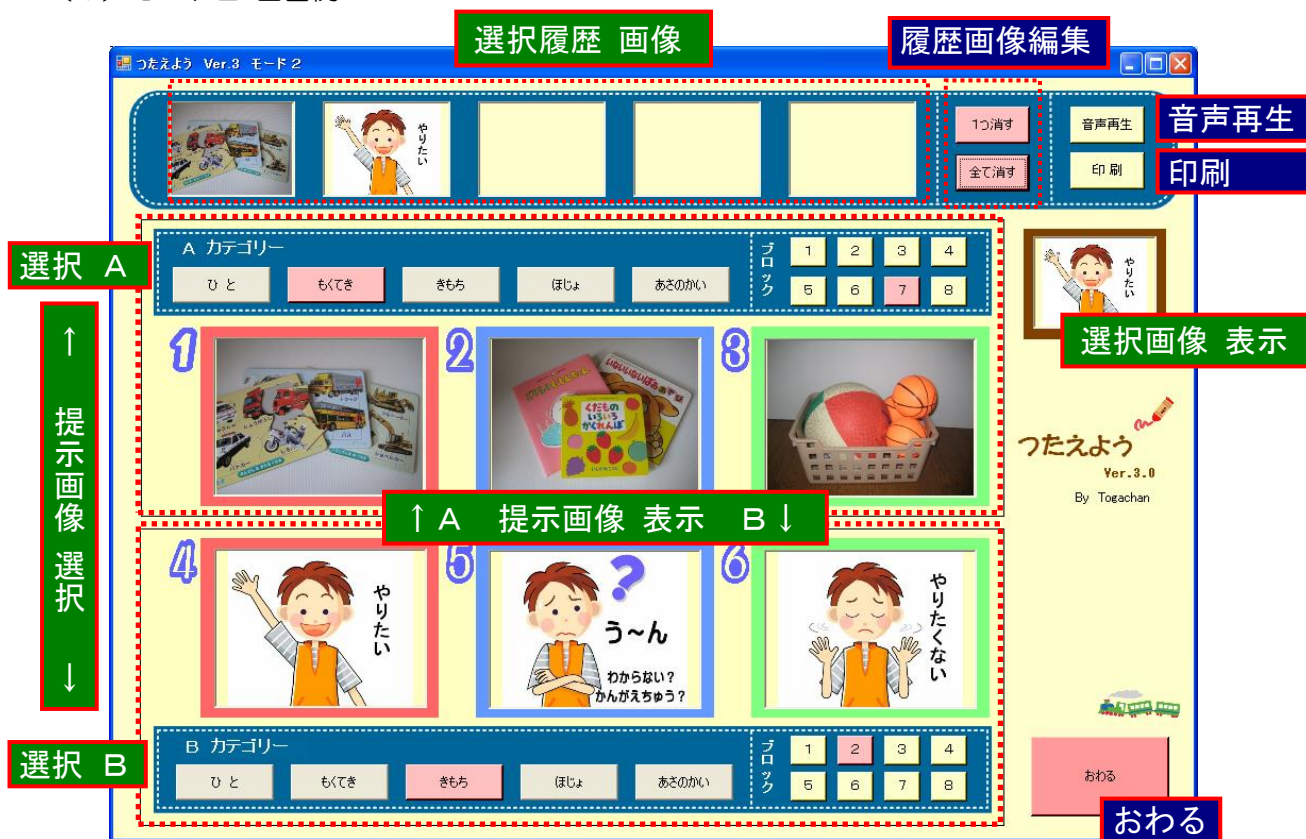 選択履歴 画像
履歴画像編集
つたえよう Ver.3 モード2
やりたい
1つ消す
全て消す
音声再生
印刷
音声再生
印刷
選択 A
A カテゴリー
ひと
もくてき
きもち
ほじょ
あさのかい
ブロック
1 2 3 4
5 6 7 8
やりたい
選択画像 表示
↑ 提示画像 選択 ↓
1
2
3
バス
いないいないばああそび
くだもの
いろいろ
かくれんぼ
つたえよう
Ver.3.0
By Togachan
↑A 提示画像 表示 B↓
4
やりたい
5
?
う~ん
わからない?
かんがえちゅう?
6
やりたくない
選択 B
B カテゴリー
ひと
もくてき
きもち
ほじょ
あさのかい
ブロック
1 2 3 4
5 6 7 8
おわる
おわる